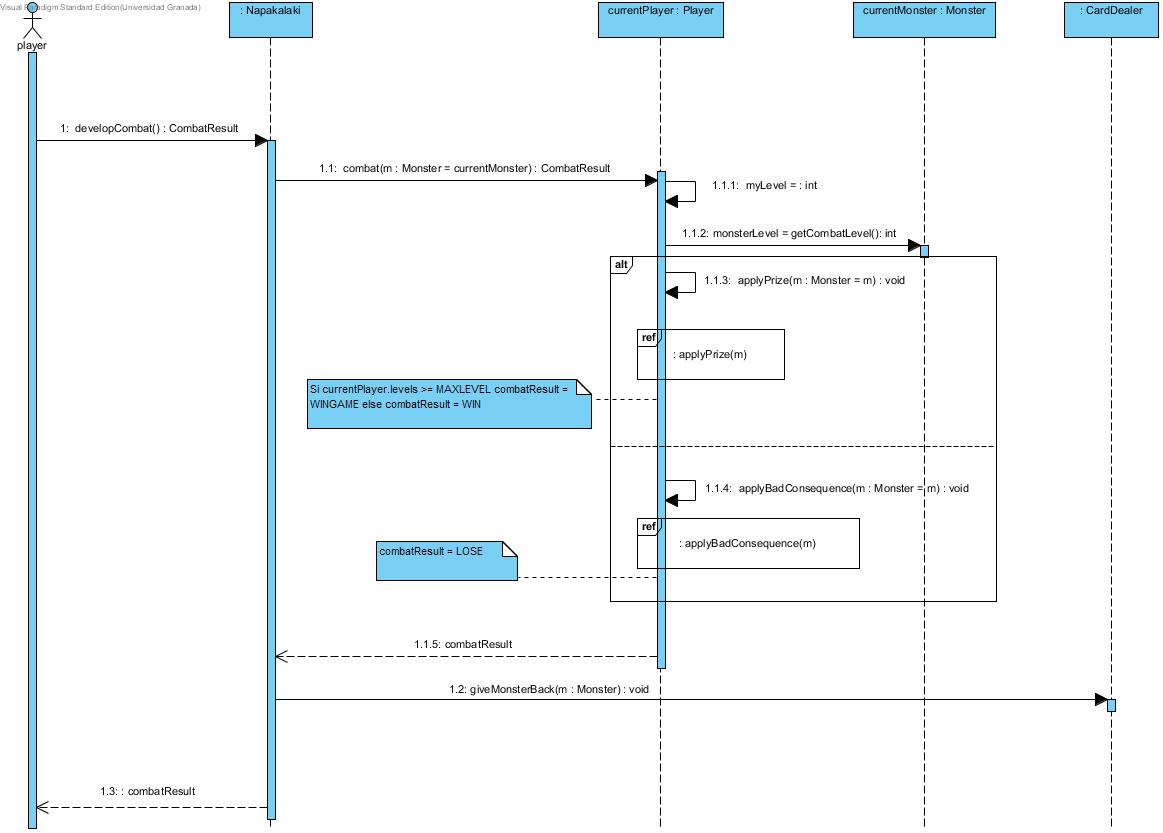 Visual Paradigm Standard Edition(Universidad Granada)
player
: Napakalaki
currentPlayer : Player
currentMonster : Monster
: CardDealer
1: developCombat() : CombatResult
1.1: combat(m : Monster = currentMonster) : CombatResult
1.1.1: myLevel = : int
1.1.2: monsterLevel = getCombatLevel(): int
alt
1.1.3: applyPrize(m : Monster = m) : void
ref
: applyPrize(m)
Si currentPlayer.levels >= MAXLEVEL combatResult =
WINGAME else combatResult = WIN
1.1.4: applyBadConsequence(m : Monster = m) : void
ref
: applyBadConsequence(m)
combatResult = LOSE
1.1.5: combatResult
1.2: giveMonsterBack(m : Monster) : void
1.3: : combatResult